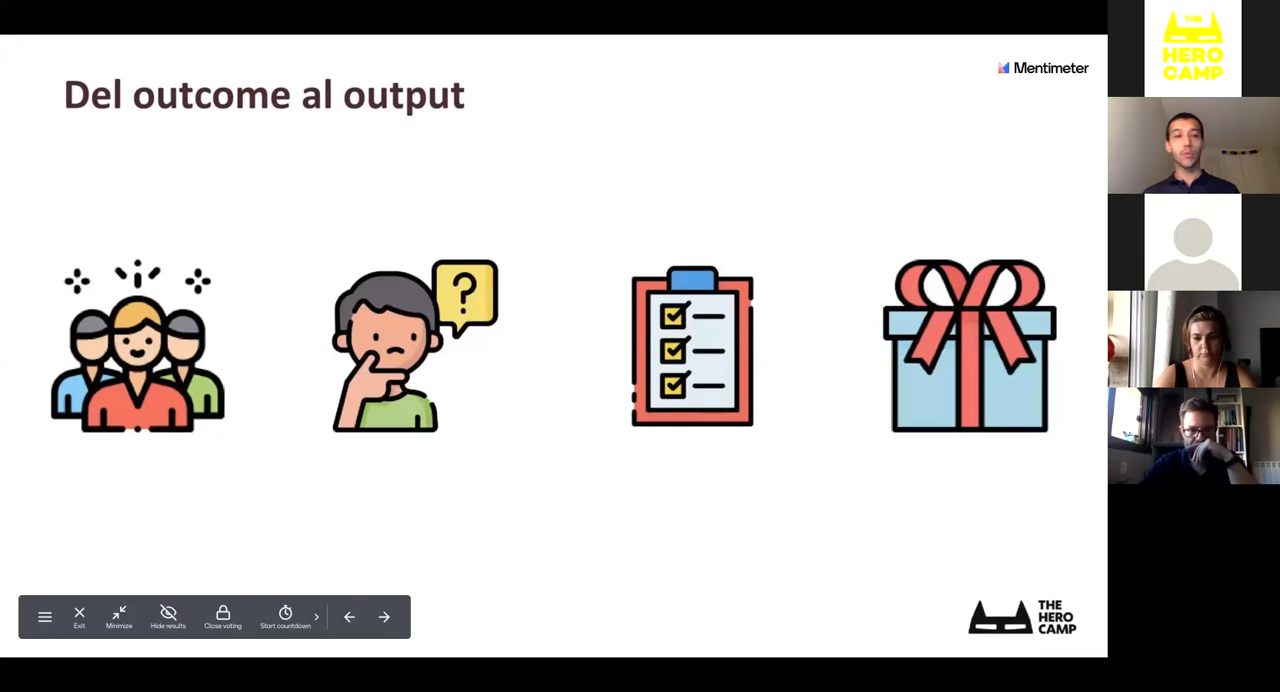 Del outcome al output
Mentimeter
?
Exit
Minimize
Hide results
Close voting
Start countdown
THE
HERO
CAMP
THE
HERO
CAMP